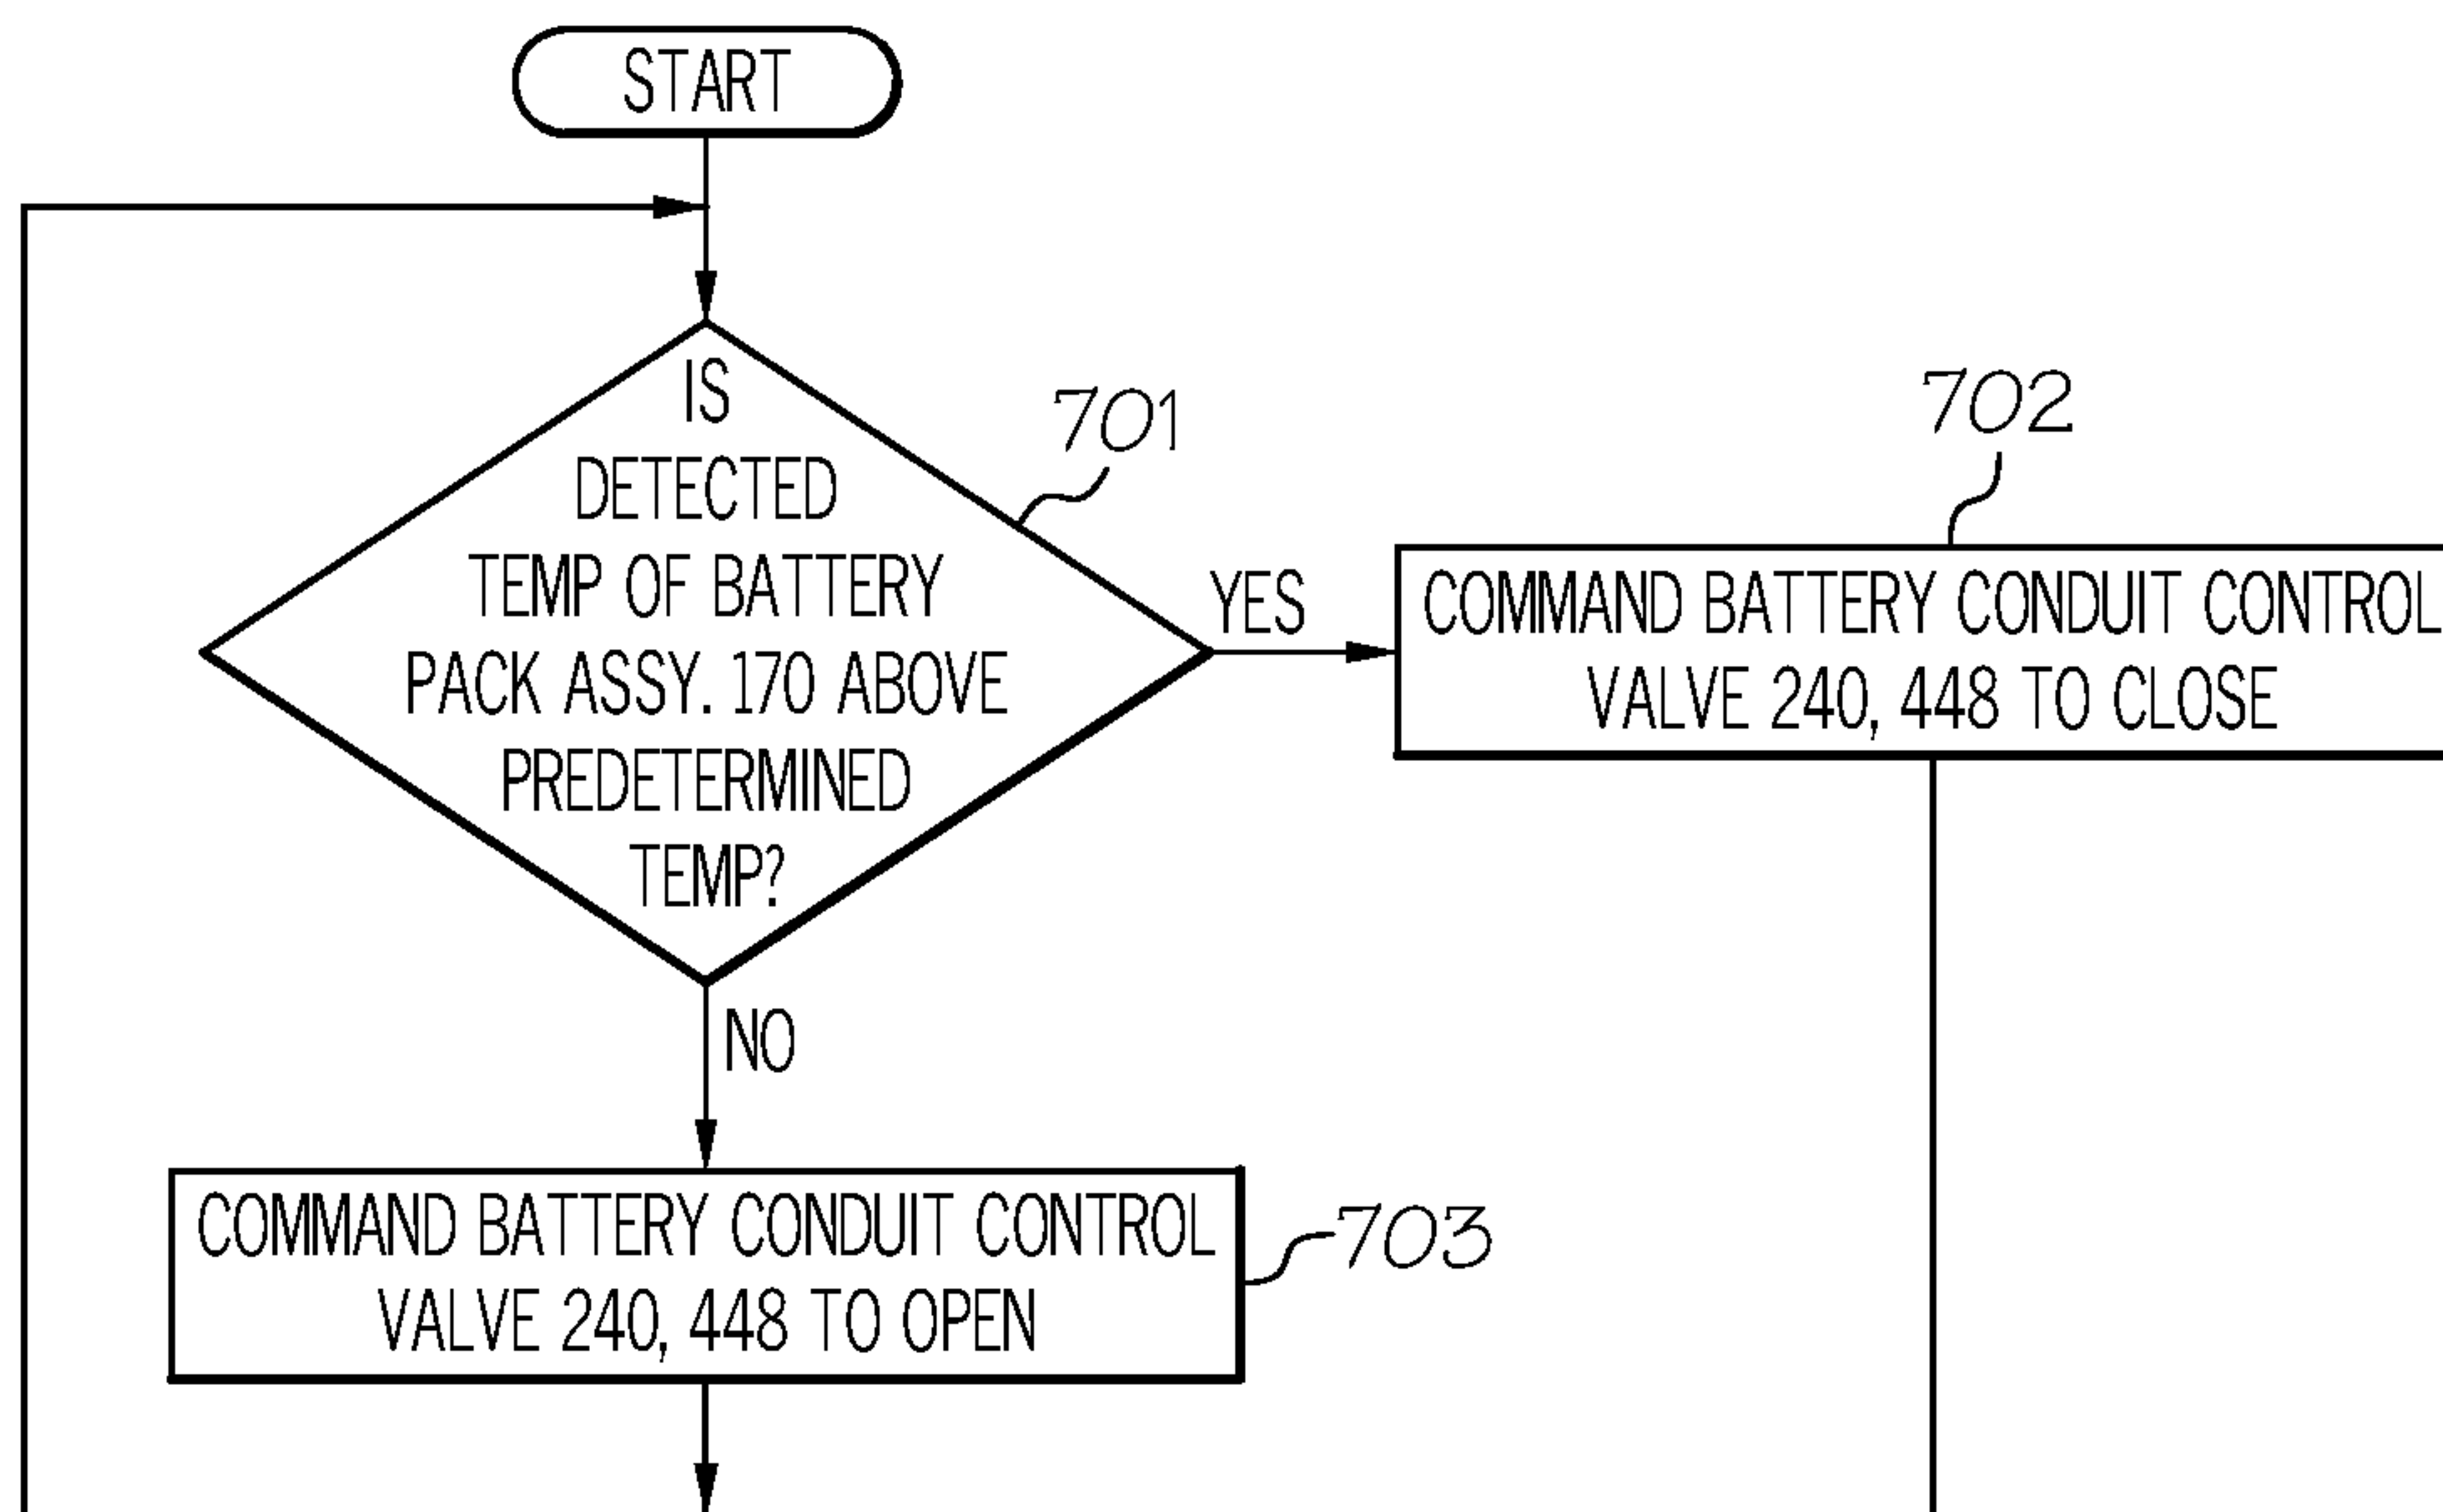 START
IS
DETECTED
TEMP OF BATTERY
PACK ASSY. 170 ABOVE
PREDETERMINED
TEMP?
701
YES
702
COMMAND BATTERY CONDUIT CONTROL
VALVE 240, 448 TO CLOSE
NO
COMMAND BATTERY CONDUIT CONTROL
VALVE 240, 448 TO OPEN
703